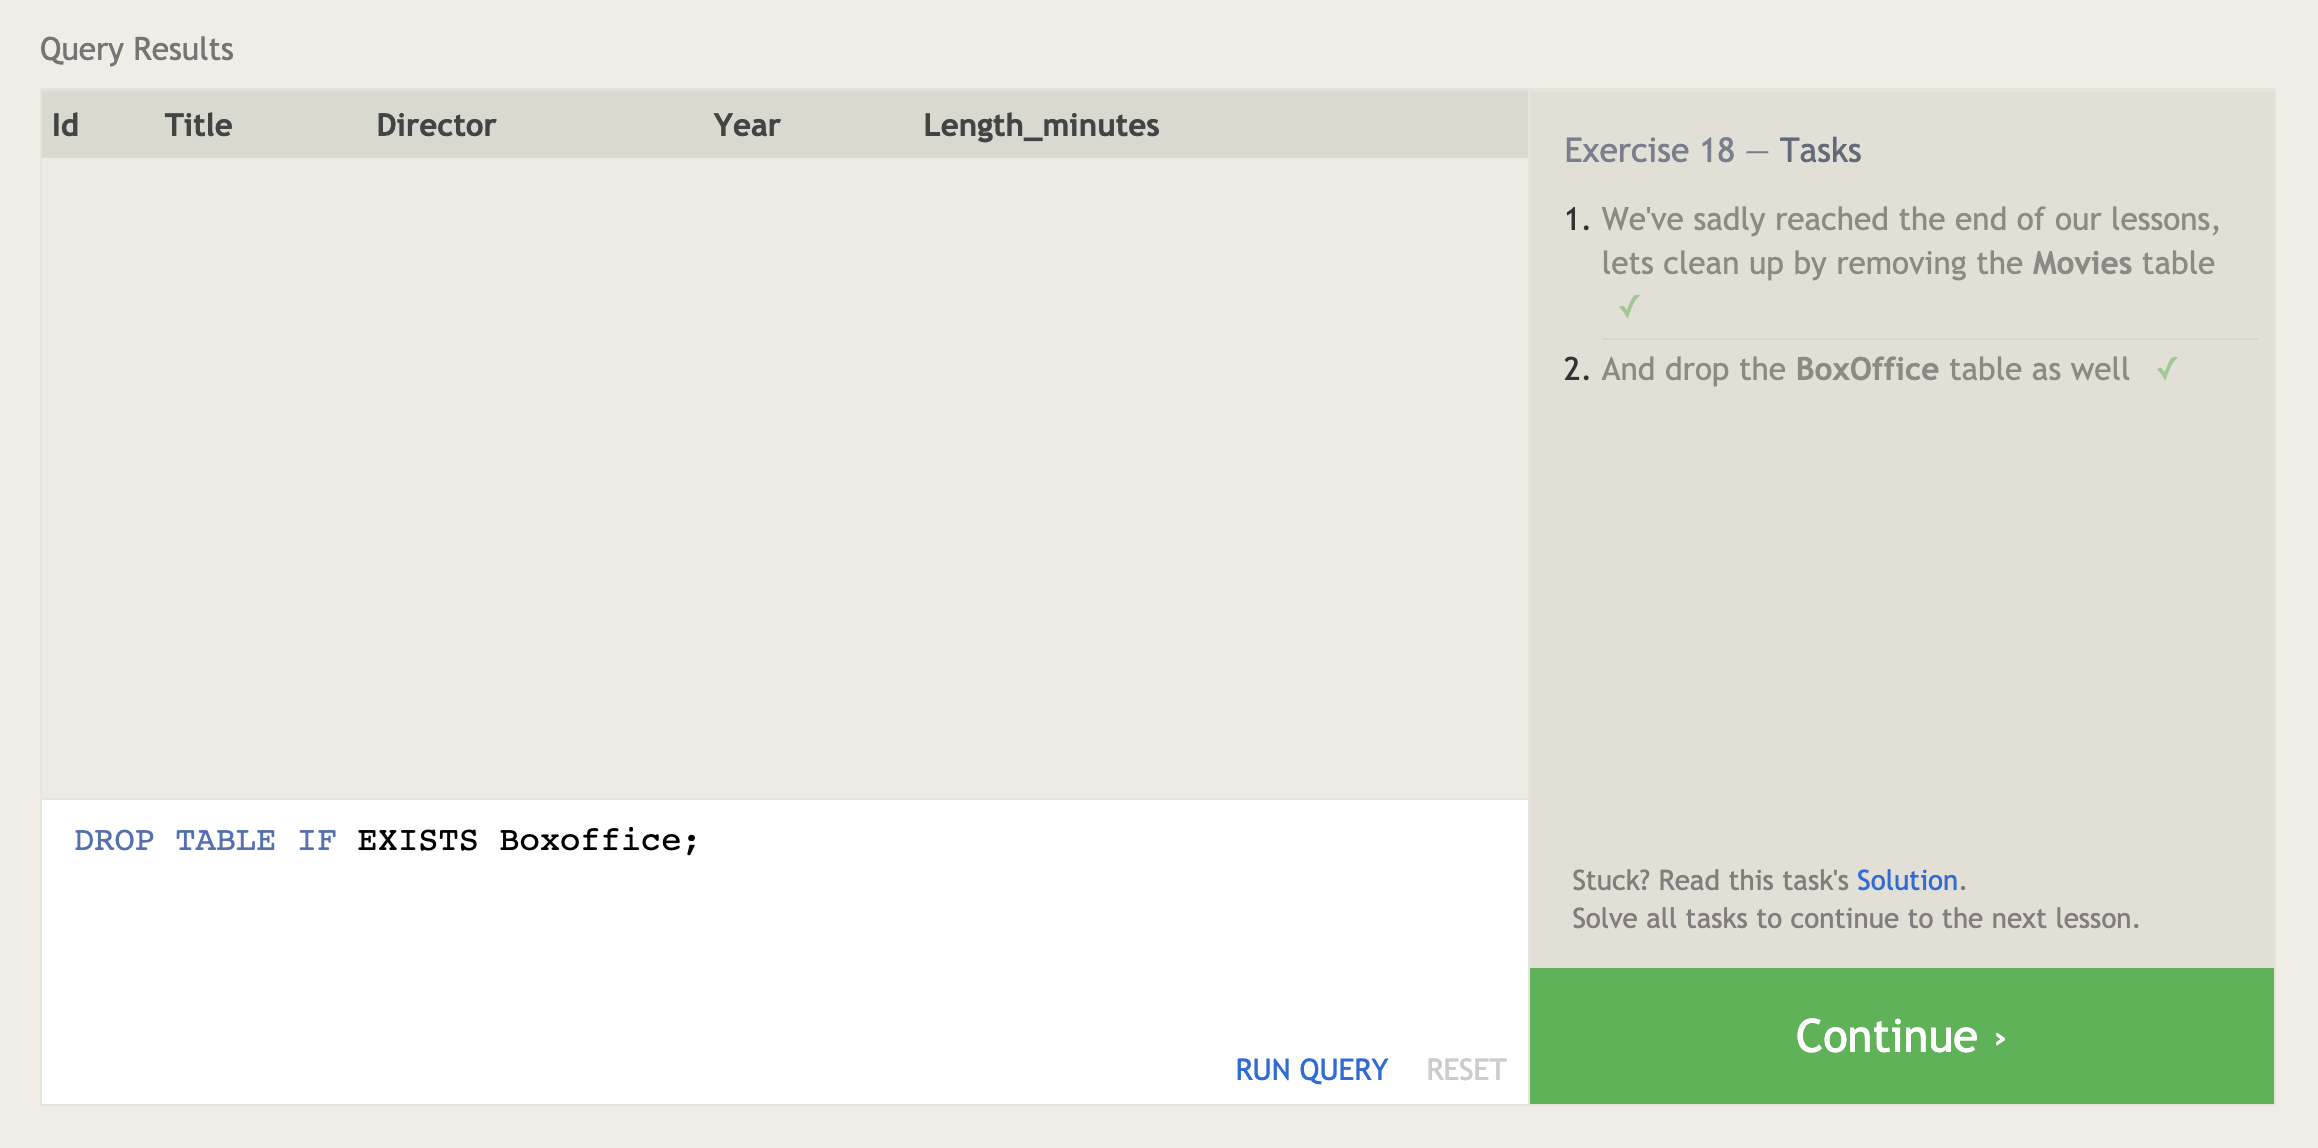 Query Results
Id Title Director Year Length_minutes
DROP TABLE IF EXISTS Boxoffice;
RUN QUERY RESET
Exercise 18 — Tasks
1. We've sadly reached the end of our lessons,
lets clean up by removing the Movies table
✓
2. And drop the BoxOffice table as well ✓
Stuck? Read this task's Solution.
Solve all tasks to continue to the next lesson.
Continue ›